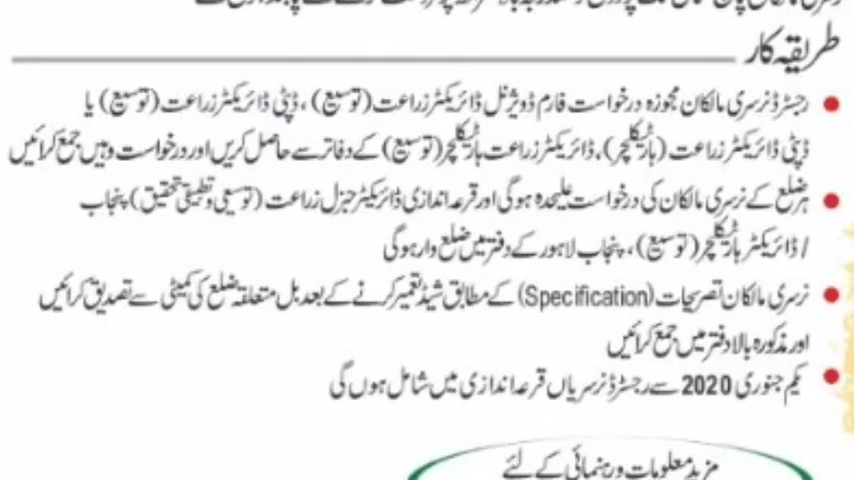 طریقہ کار
رجسٹرڈ نرسری مالکان مجوزہ درخواست فارم ڈویژنل ڈائریکٹر زراعت (توسیع)، ڈپٹی ڈائریکٹر زراعت (توسیع) یا
ڈپٹی ڈائریکٹر زراعت (ہارٹیکلچر)، ڈائریکٹر زراعت ہارٹیکلچر (توسیع) کے دفاتر سے حاصل کریں اور درخواست وہیں جمع کرائیں
ہر ضلع کے نرسری مالکان کی درخواست علیحدہ ہوگی اور قرعہ اندازی ڈائریکٹر جنرل زراعت (توسیعی و تطبیقی تحقیق) پنجاب
/ ڈائریکٹر ہارٹیکلچر (توسیع)، پنجاب لاہور کے دفتر میں ضلع وار ہوگی
نرسری مالکان تصریحات (Specification) کے مطابق شیڈ تعمیر کرنے کے بعد بل متعلقہ ضلع کی کمیٹی سے تصدیق کرائیں
اور مذکورہ بالا دفتر میں جمع کرائیں
یکم جنوری 2020 سے رجسٹرڈ نرسریاں قرعہ اندازی میں شامل ہوں گی
مزید معلومات و رہنمائی کے لئے